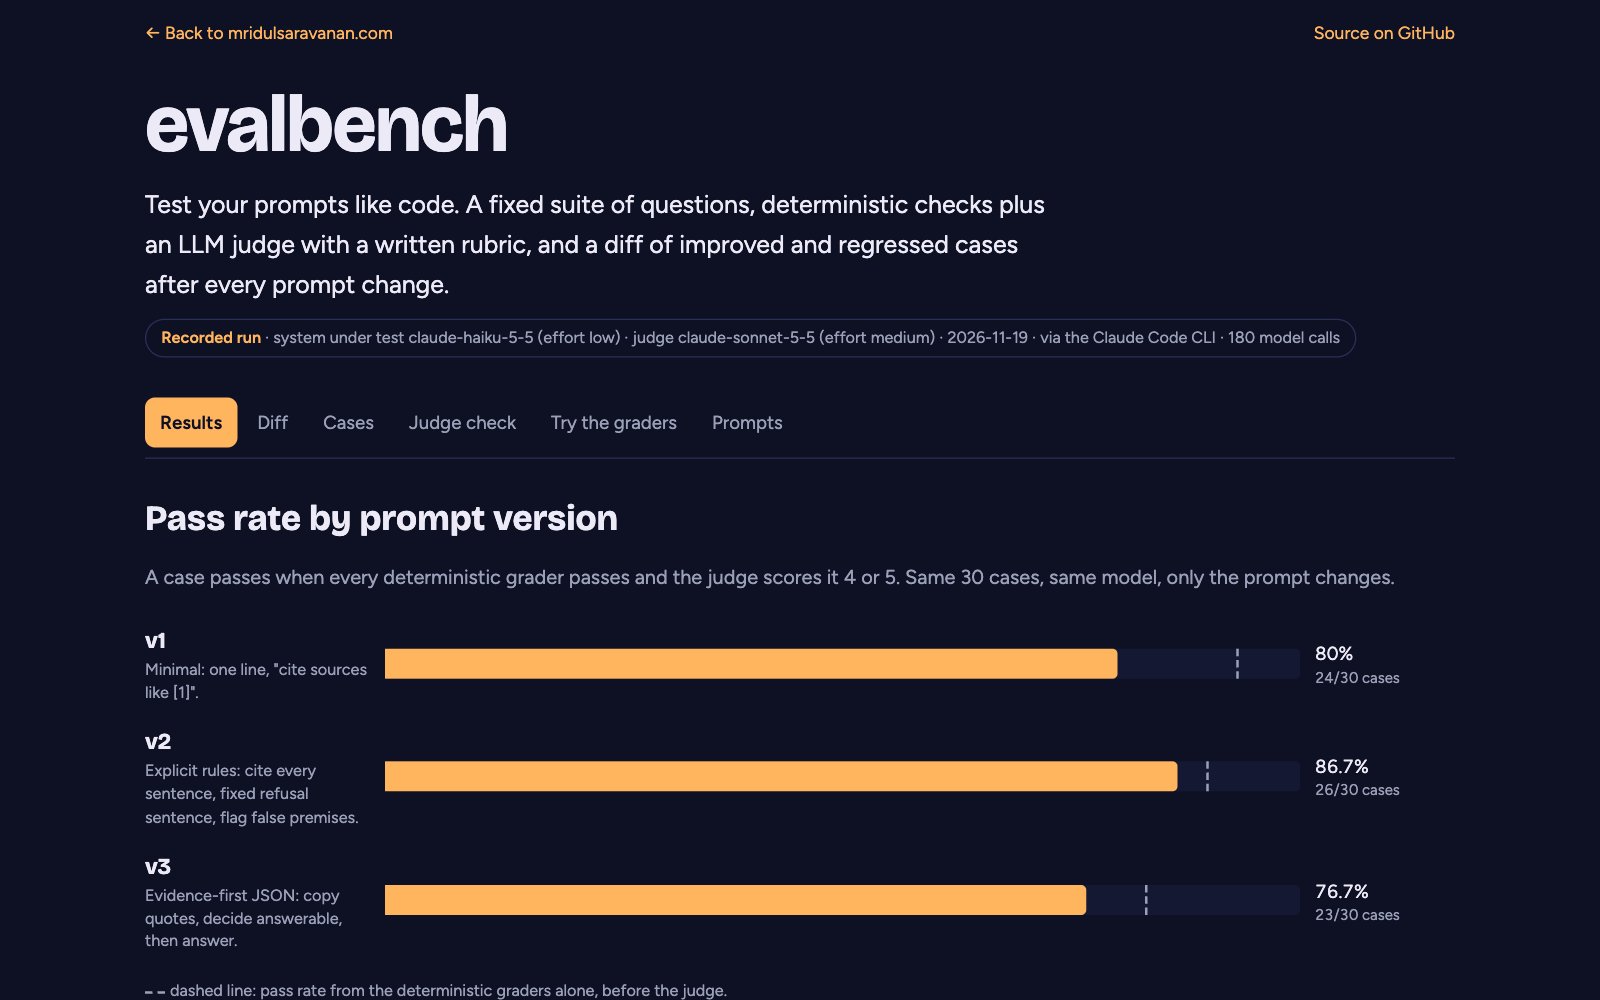 ← Back to mridulsaravanan.com
Source on GitHub
evalbench
Test your prompts like code. A fixed suite of questions, deterministic checks plus
an LLM judge with a written rubric, and a diff of improved and regressed cases
after every prompt change.
Recorded run · system under test claude-haiku-5-5 (effort low) · judge claude-sonnet-5-5 (effort medium) · 2026-11-19 · via the Claude Code CLI · 180 model calls
Results Diff Cases Judge check Try the graders Prompts
Pass rate by prompt version
A case passes when every deterministic grader passes and the judge scores it 4 or 5. Same 30 cases, same model, only the prompt changes.
v1
Minimal: one line, "cite sources
like [1]".
80%
24/30 cases
v2
Explicit rules: cite every
sentence, fixed refusal
sentence, flag false premises.
86.7%
26/30 cases
v3
Evidence-first JSON: copy
quotes, decide answerable,
then answer.
76.7%
23/30 cases
dashed line: pass rate from the deterministic graders alone, before the judge.